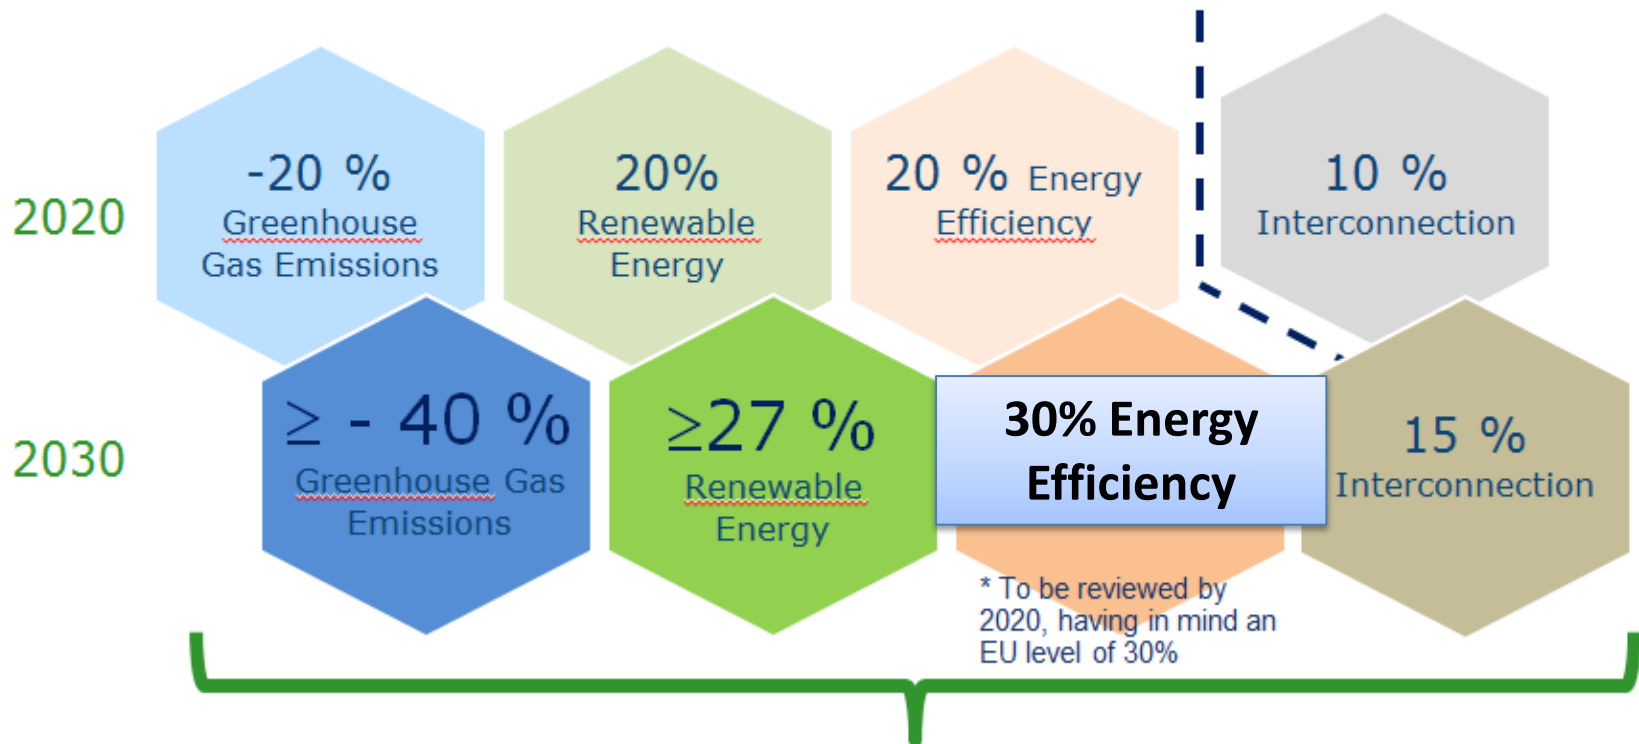 2020
-20 %
Greenhouse
Gas Emissions
20%
Renewable
Energy
20 % Energy
Efficiency
10 %
Interconnection
2030
≥ - 40 %
Greenhouse Gas
Emissions
≥27 %
Renewable
Energy
30% Energy
Efficiency
* To be reviewed by
2020, having in mind an
EU level of 30%
15 %
Interconnection